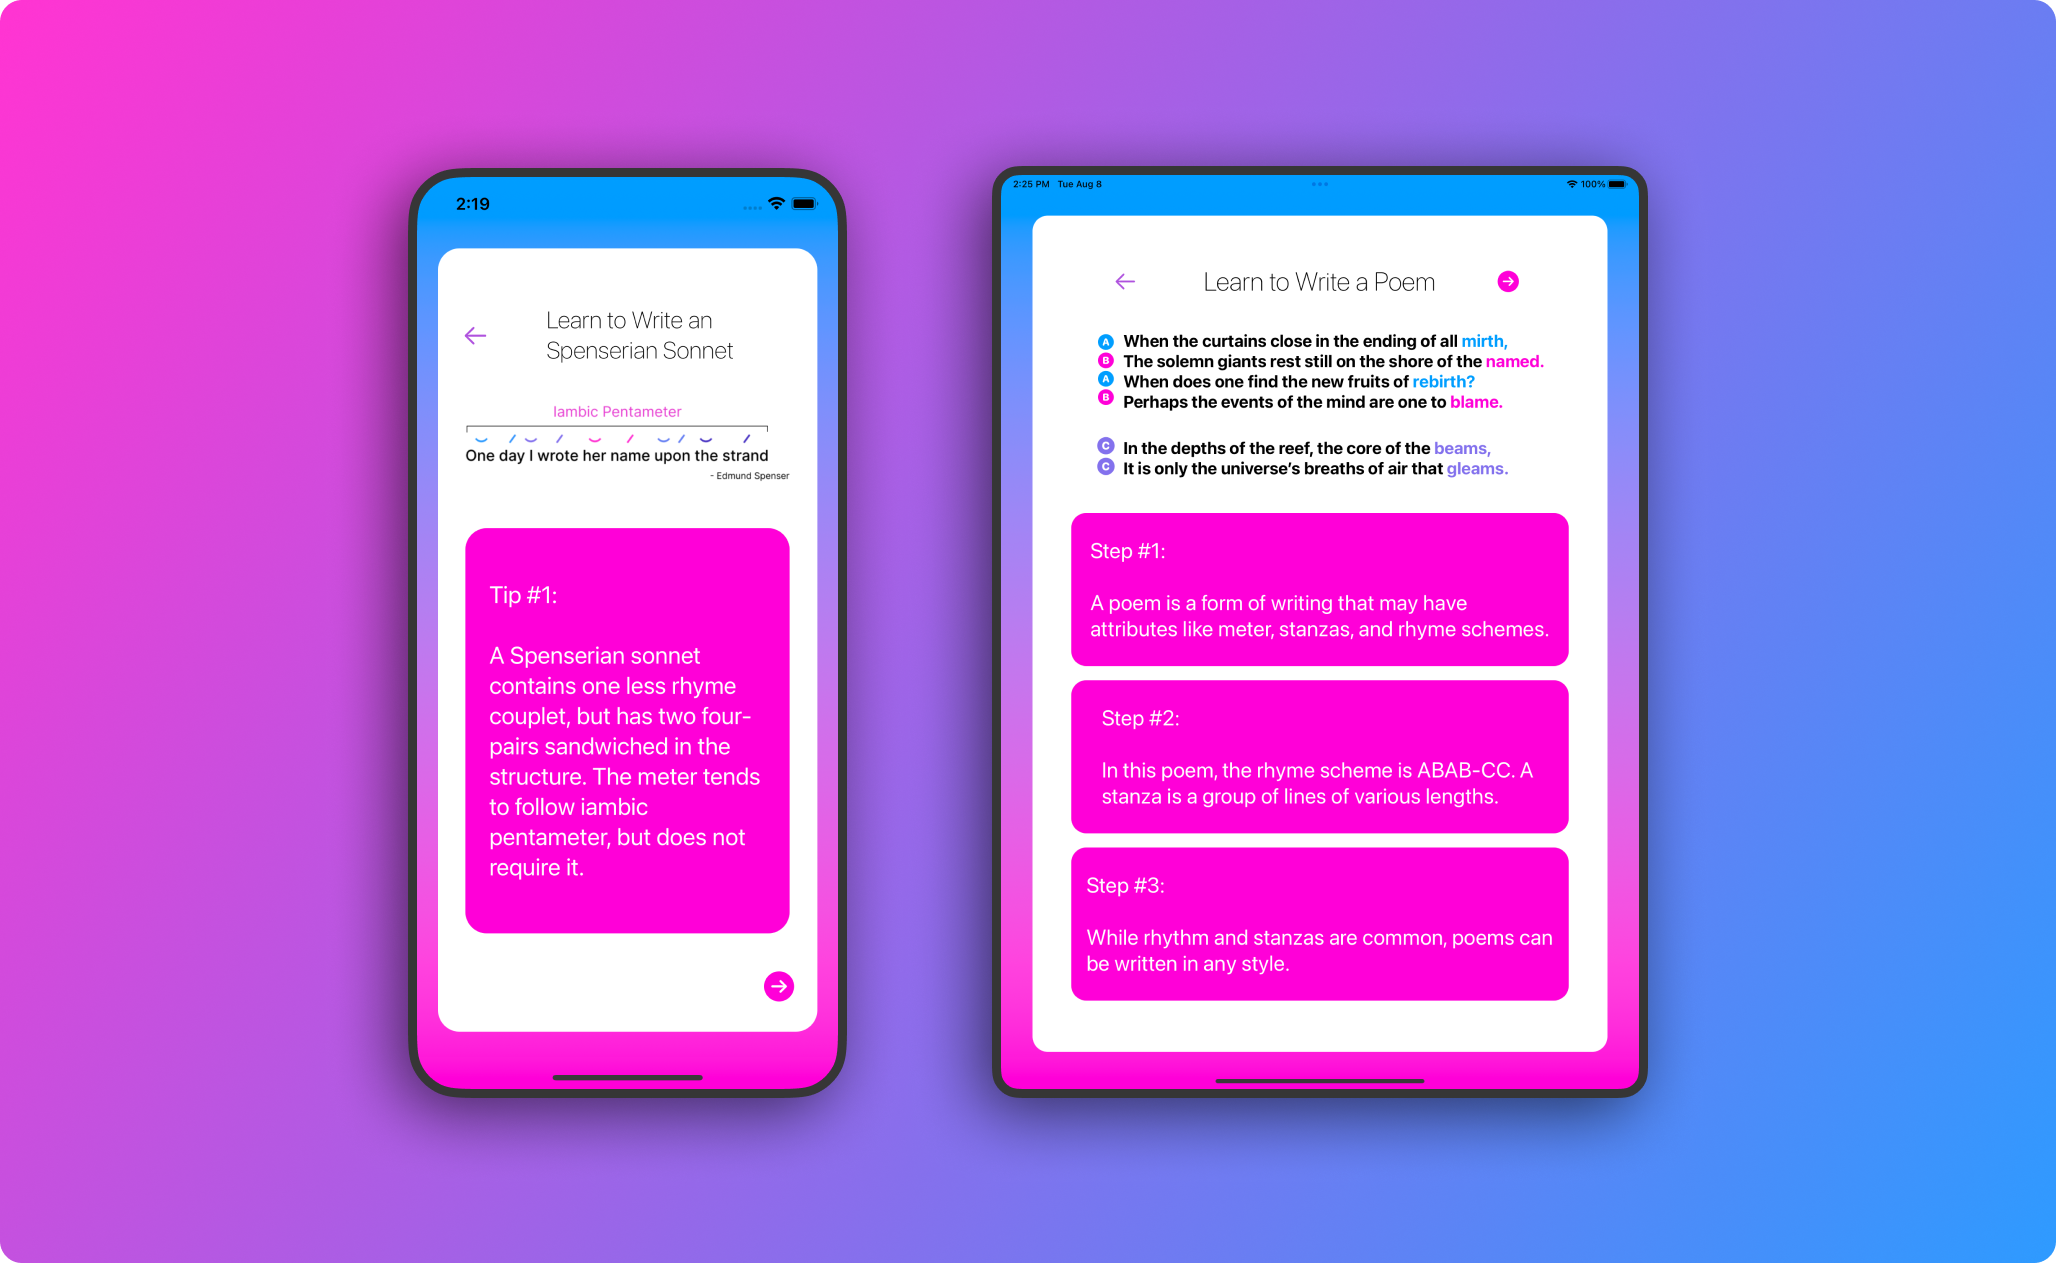 2:19
Learn to Write an
Spenserian Sonnet
Iambic Pentameter
One day I wrote her name upon the strand
- Edmund Spenser
Tip #1:
A Spenserian sonnet
contains one less rhyme
couplet, but has two four-
pairs sandwiched in the
structure. The meter tends
to follow iambic
pentameter, but does not
require it.
2:25 PM Tue Aug 8
100%
Learn to Write a Poem
A When the curtains close in the ending of all mirth,
B The solemn giants rest still on the shore of the named.
A When does one find the new fruits of rebirth?
B Perhaps the events of the mind are one to blame.
C In the depths of the reef, the core of the beams,
C It is only the universe’s breaths of air that gleams.
Step #1:
A poem is a form of writing that may have
attributes like meter, stanzas, and rhyme schemes.
Step #2:
In this poem, the rhyme scheme is ABAB-CC. A
stanza is a group of lines of various lengths.
Step #3:
While rhythm and stanzas are common, poems can
be written in any style.